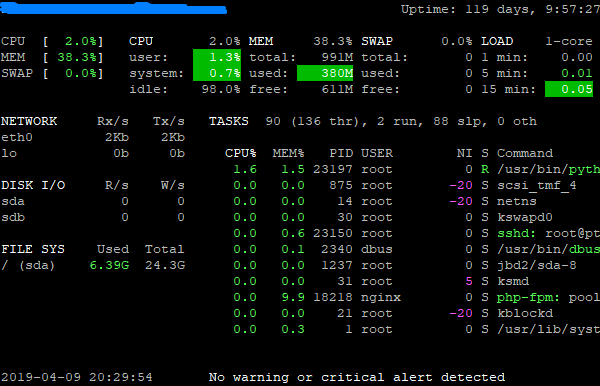 Uptime: 119 days, 9:57:27
CPU [ 2.0%] CPU 2.0% MEM 38.3% SWAP 0.0% LOAD 1-core
MEM [ 38.3%] user: 1.3% total: 991M total: 0 1 min: 0.00
SWAP [ 0.0%] system: 0.7% used: 380M used: 0 5 min: 0.01
idle: 98.0% free: 611M free: 0 15 min: 0.05
NETWORK Rx/s Tx/s TASKS 90 (136 thr), 2 run, 88 slp, 0 oth
eth0 2Kb 2Kb
lo 0b 0b CPU% MEM% PID USER NI S Command
1.6 1.5 23197 root 0 R /usr/bin/pyth
DISK I/O R/s W/s 0.0 0.0 875 root -20 S scsi_tmf_4
sda 0 0 0.0 0.0 14 root -20 S netns
sdb 0 0 0.0 0.0 30 root 0 S kswapd0
0.0 0.6 23150 root 0 S sshd: root@pt
FILE SYS Used Total 0.0 0.1 2340 dbus 0 S /usr/bin/dbus
/ (sda) 6.39G 24.3G 0.0 0.0 1237 root 0 S jbd2/sda-8
0.0 0.0 31 root 5 S ksmd
0.0 9.9 18218 nginx 0 S php-fpm: pool
0.0 0.0 21 root -20 S kblockd
0.0 0.3 1 root 0 S /usr/lib/syst
2019-04-09 20:29:54 No warning or critical alert detected